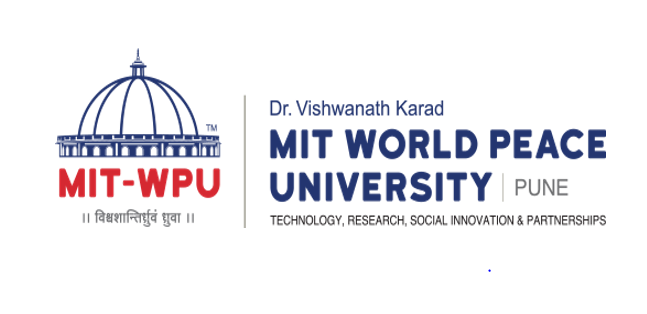 TM
MIT-WPU
।। विश्वशान्तिर्ध्रुवं ध्रुवा ।।
Dr. Vishwanath Karad
MIT WORLD PEACE
UNIVERSITY | PUNE
TECHNOLOGY, RESEARCH, SOCIAL INNOVATION & PARTNERSHIPS